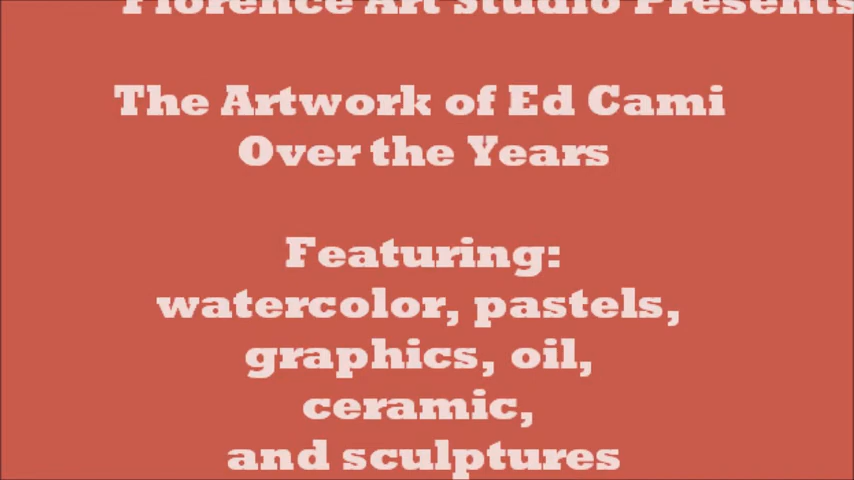 Florence Art Studio Presents
The Artwork of Ed Cami
Over the Years
Featuring:
watercolor, pastels,
graphics, oil,
ceramic,
and sculptures